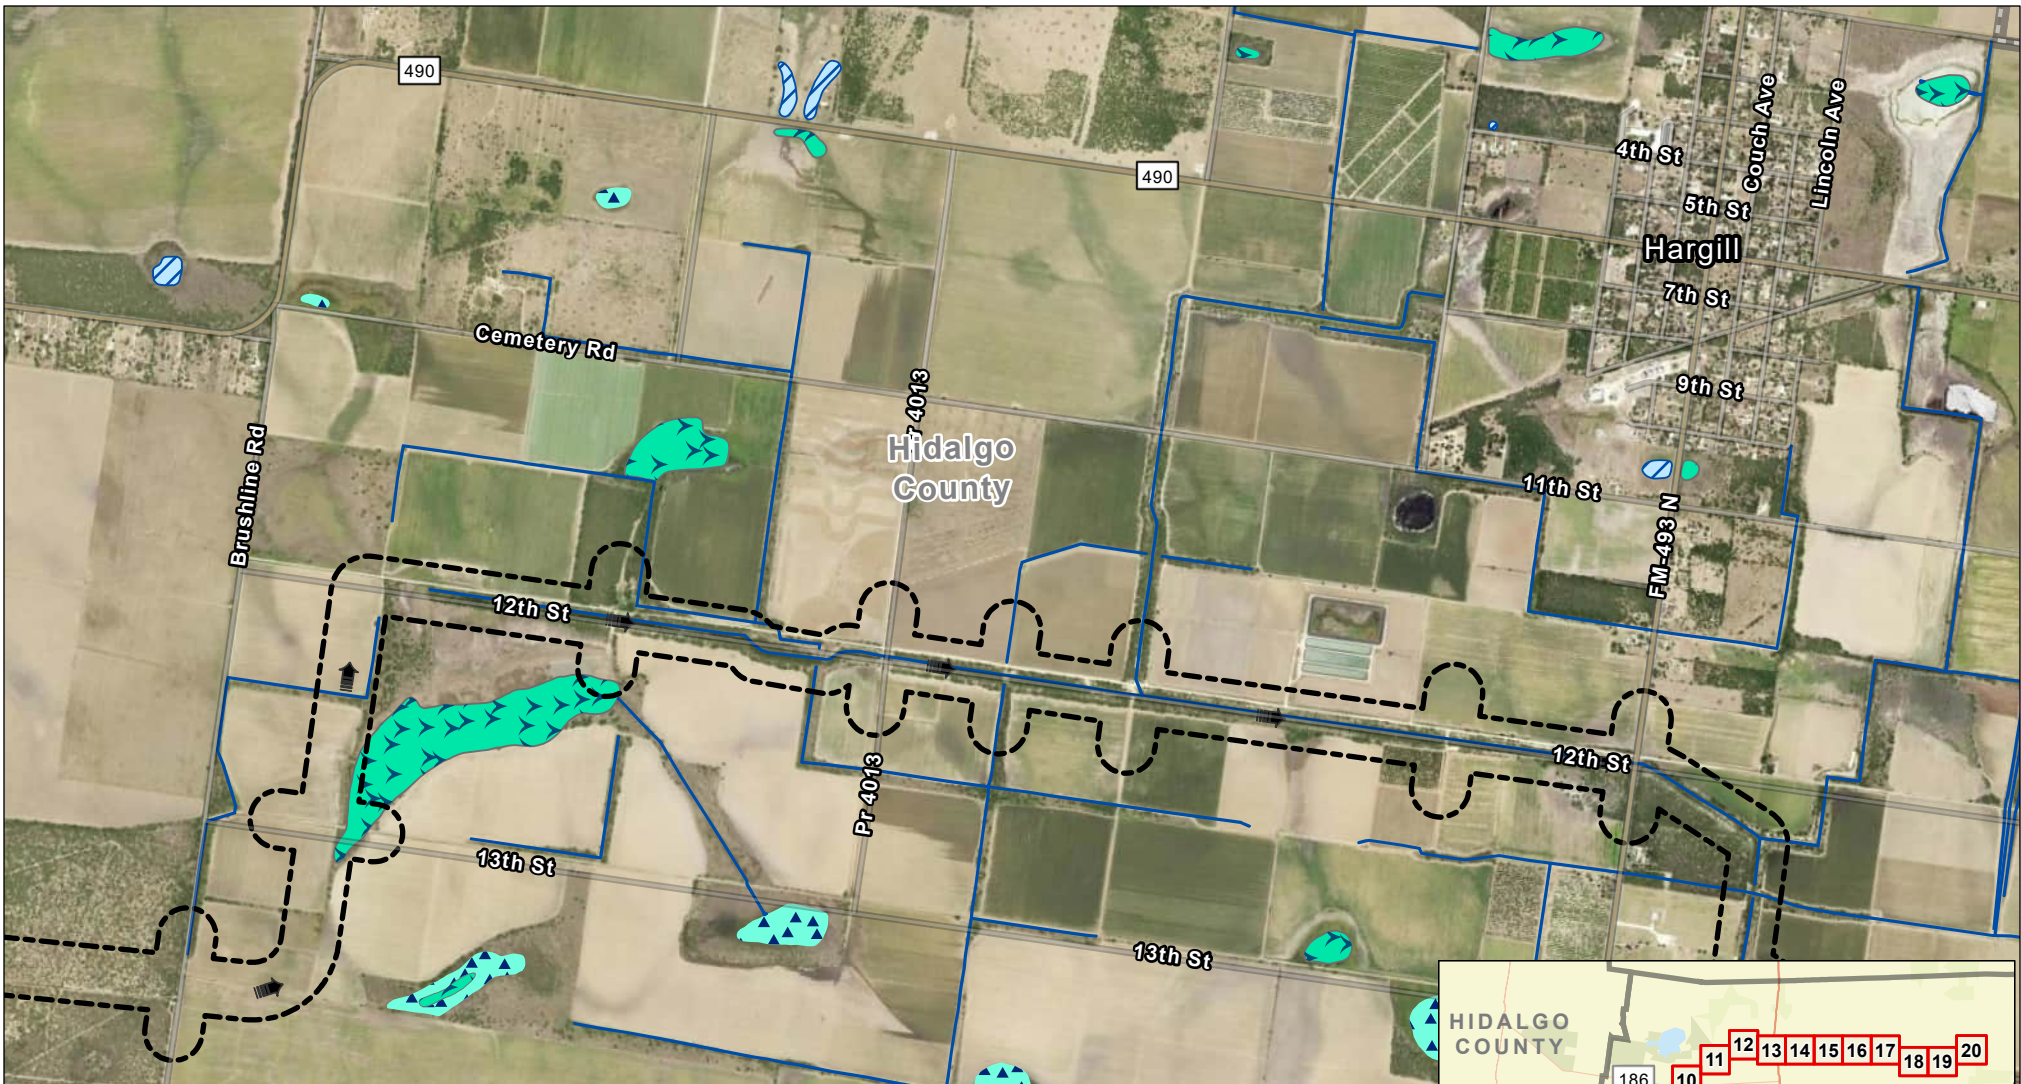 490
490
4th St
Couch Ave
Lincoln Ave
5th St
Hargill
7th St
Cemetery Rd
9th St
4013
Hidalgo
County
Brushline Rd
11th St
FM-493 N
12th St
12th St
Pr 4013
13th St
13th St
HIDALGO
COUNTY
10
11
12
13
14
15
16
17
18
19
20
186